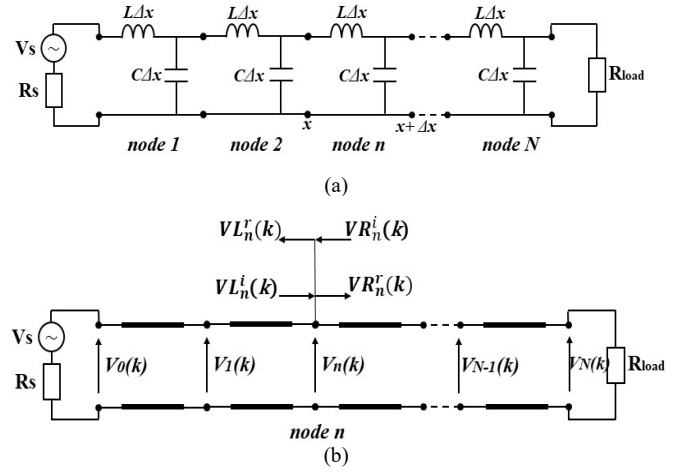 LΔx LΔx LΔx LΔx
Vs
CΔx CΔx CΔx CΔx
Rs
Rload
x x+Δx
node 1 node 2 node n node N
(a)
VLₙʳ(k) VRₙⁱ(k)
VLₙⁱ(k) VRₙʳ(k)
Vs
V0(k) V1(k) Vn(k) VN-1(k) VN(k)
Rs
Rload
node n
(b)